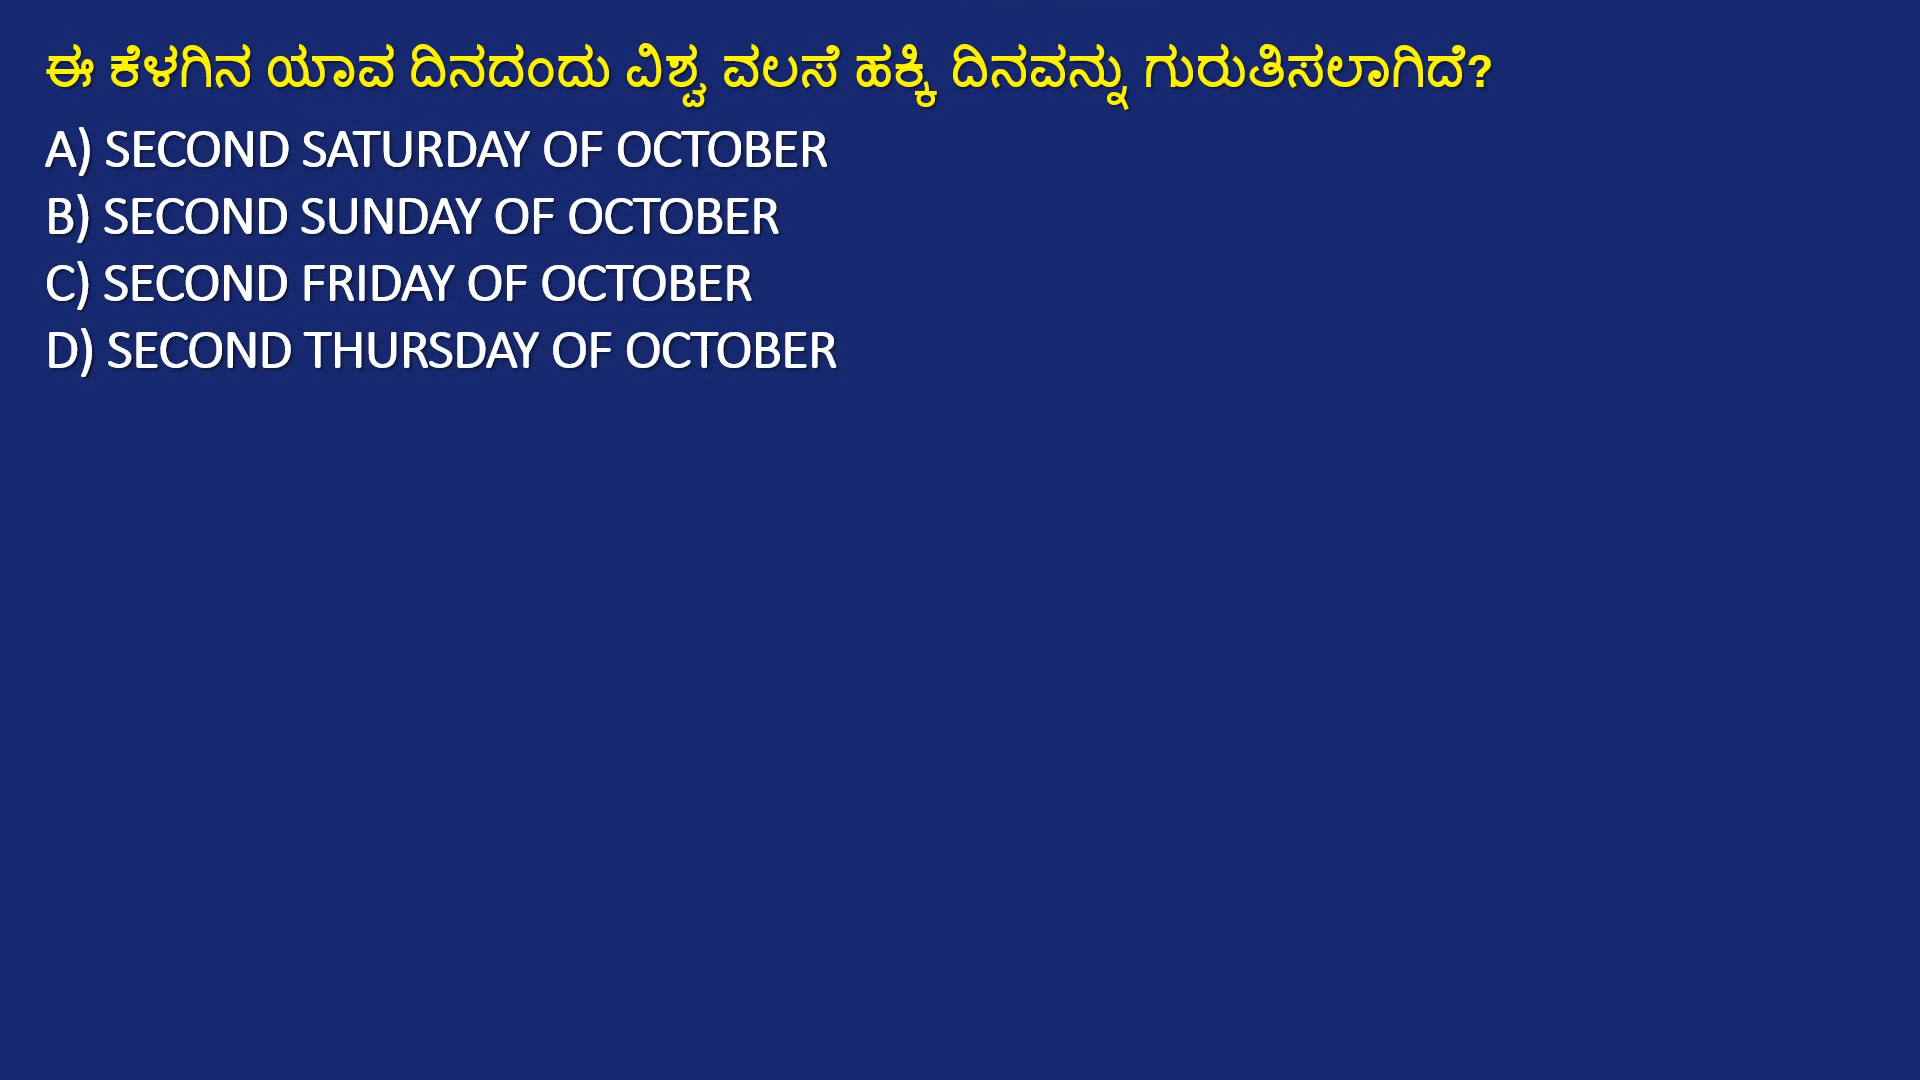 ಈ ಕೆಳಗಿನ ಯಾವ ದಿನದಂದು ವಿಶ್ವ ವಲಸೆ ಹಕ್ಕಿ ದಿನವನ್ನು ಗುರುತಿಸಲಾಗಿದೆ?
A) SECOND SATURDAY OF OCTOBER
B) SECOND SUNDAY OF OCTOBER
C) SECOND FRIDAY OF OCTOBER
D) SECOND THURSDAY OF OCTOBER